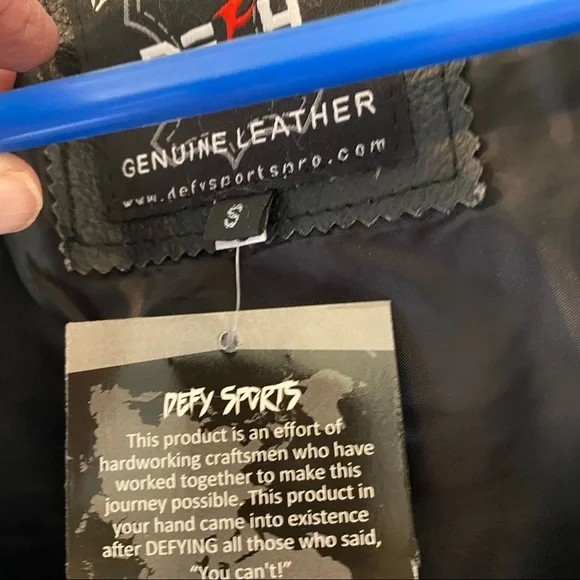 GENUINE LEATHER
www.defysportspro.com
S
DEFY SPORTS
This product is an effort of
hardworking craftsmen who have
worked together to make this
journey possible. This product in
your hand came into existence
after DEFYING all those who said,
"You can't!"